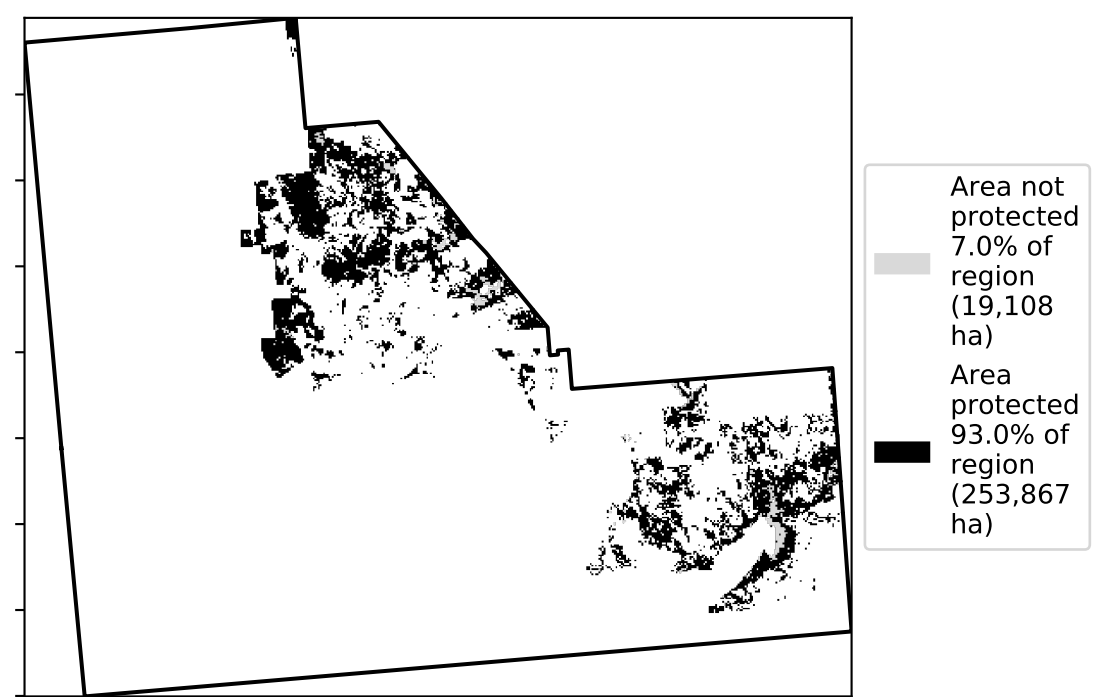 Area not
protected
7.0% of
region
(19,108
ha)
Area
protected
93.0% of
region
(253,867
ha)